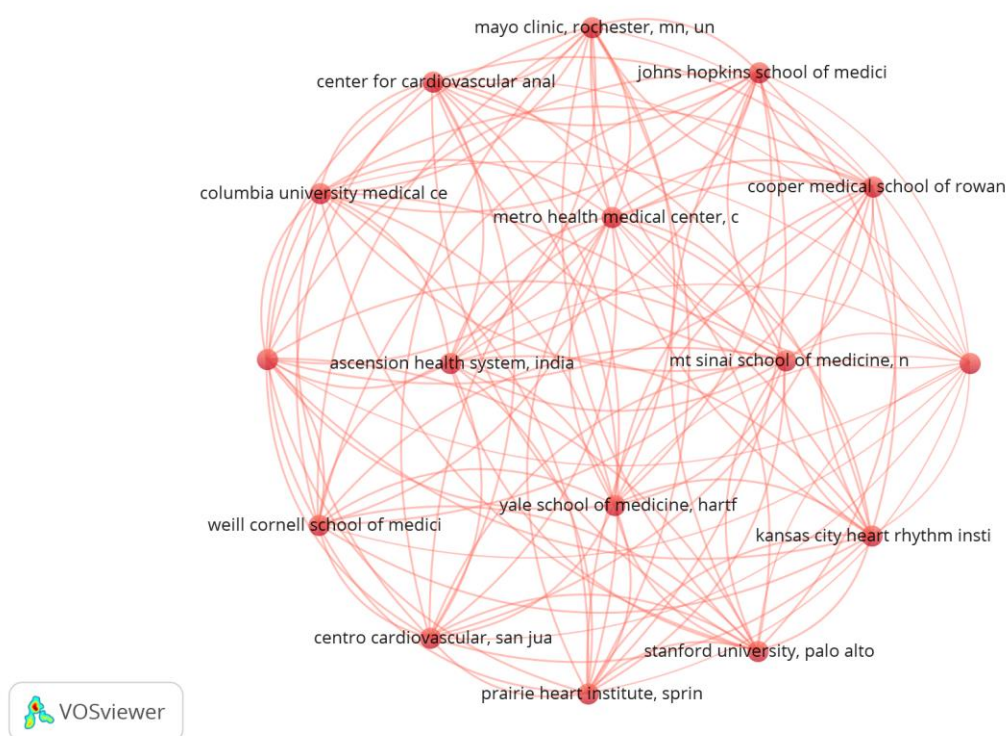 mayo clinic, rochester, mn, un
johns hopkins school of medici
center for cardiovascular anal
cooper medical school of rowan
columbia university medical ce
metro health medical center, c
ascension health system, india
mt sinai school of medicine, n
yale school of medicine, hartf
weill cornell school of medici
kansas city heart rhythm insti
centro cardiovascular, san jua
stanford university, palo alto
prairie heart institute, sprin
VOSviewer